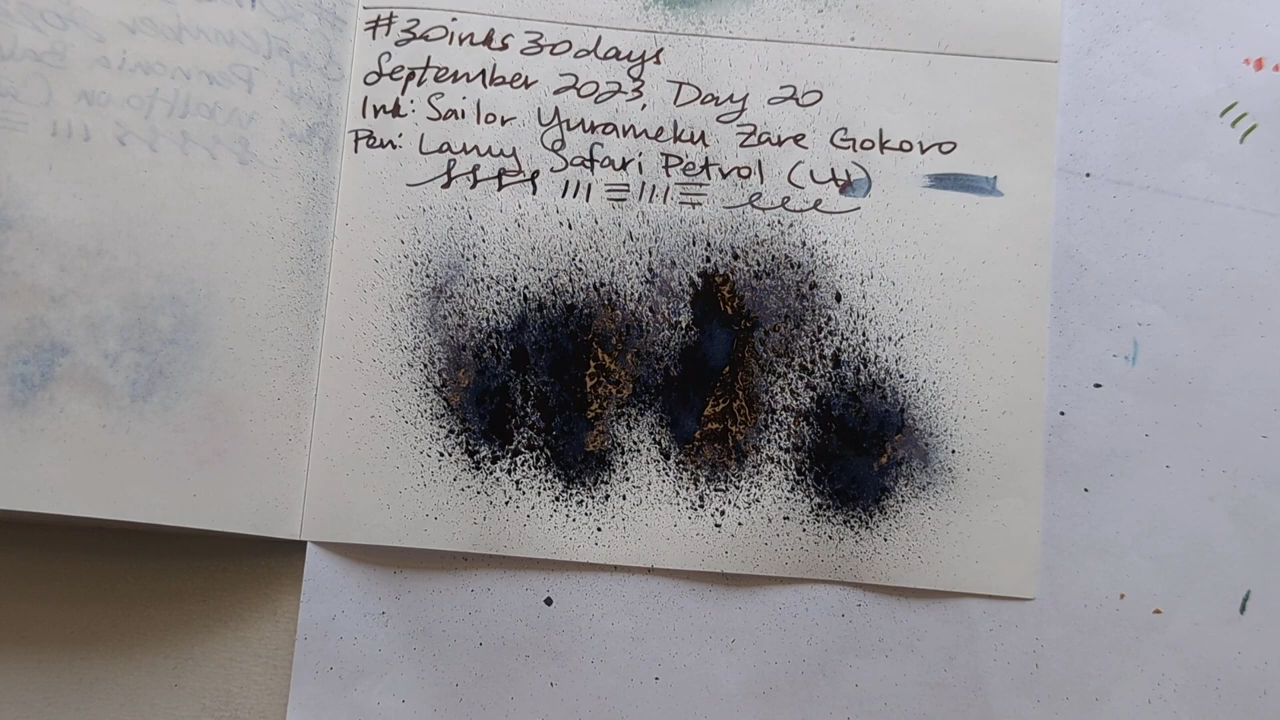 #30inks30days
September 2023, Day 20
Ink: Sailor Yurameku Zare Gokoro
Pen: Lamy Safari Petrol